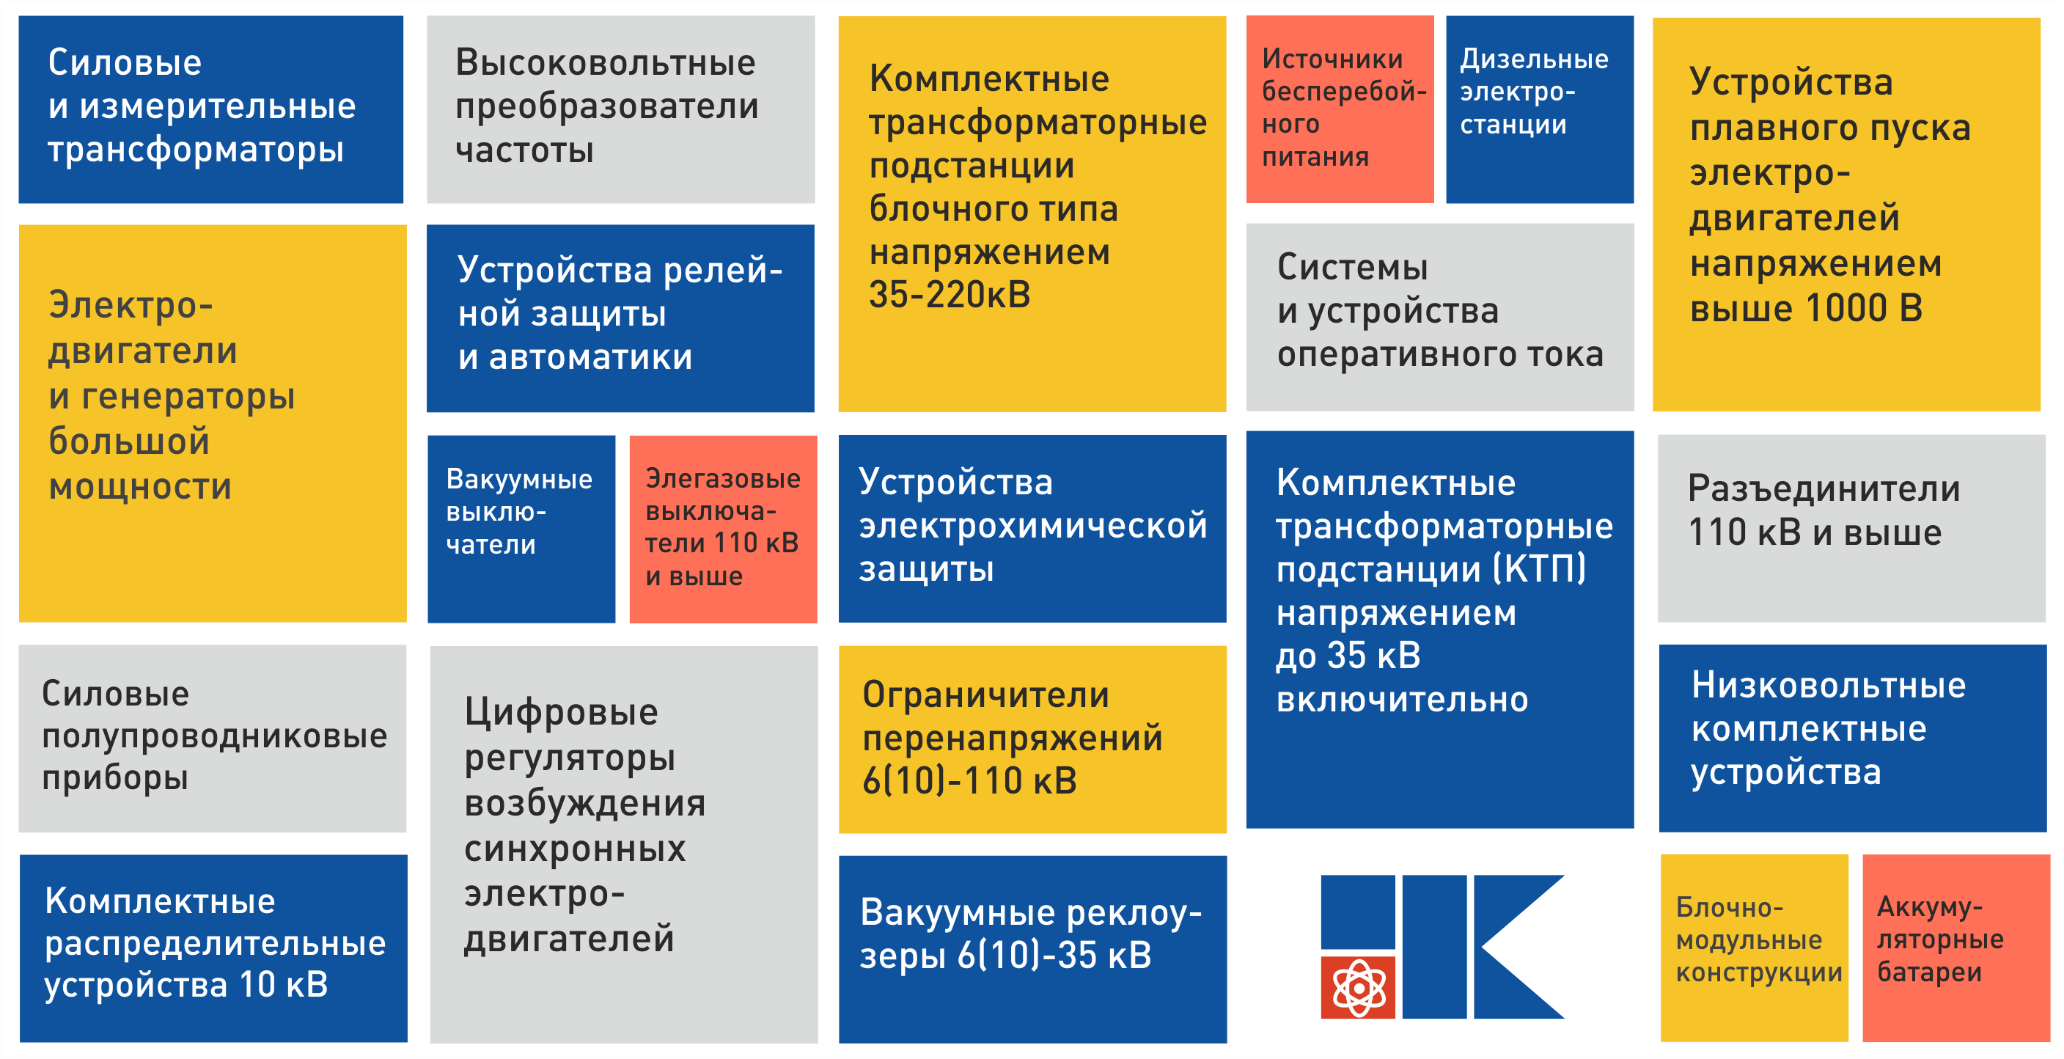 Силовые
и измерительные
трансформаторы
Высоковольтные
преобразователи
частоты
Комплектные
трансформаторные
подстанции
блочного типа
напряжением
35-220кВ
Источники
бесперебой-
ного
питания
Дизельные
электро-
станции
Устройства
плавного пуска
электро-
двигателей
напряжением
выше 1000 В
Электро-
двигатели
и генераторы
большой
мощности
Устройства релей-
ной защиты
и автоматики
Системы
и устройства
оперативного тока
Вакуумные
выклю-
чатели
Элегазовые
выключа-
тели 110 кВ
и выше
Устройства
электрохимической
защиты
Комплектные
трансформаторные
подстанции (КТП)
напряжением
до 35 кВ
включительно
Разъединители
110 кВ и выше
Силовые
полупроводниковые
приборы
Цифровые
регуляторы
возбуждения
синхронных
электро-
двигателей
Ограничители
перенапряжений
6(10)-110 кВ
Низковольтные
комплектные
устройства
Комплектные
распределительные
устройства 10 кВ
Вакуумные реклоу-
зеры 6(10)-35 кВ
Блочно-
модульные
конструкции
Аккуму-
ляторные
батареи